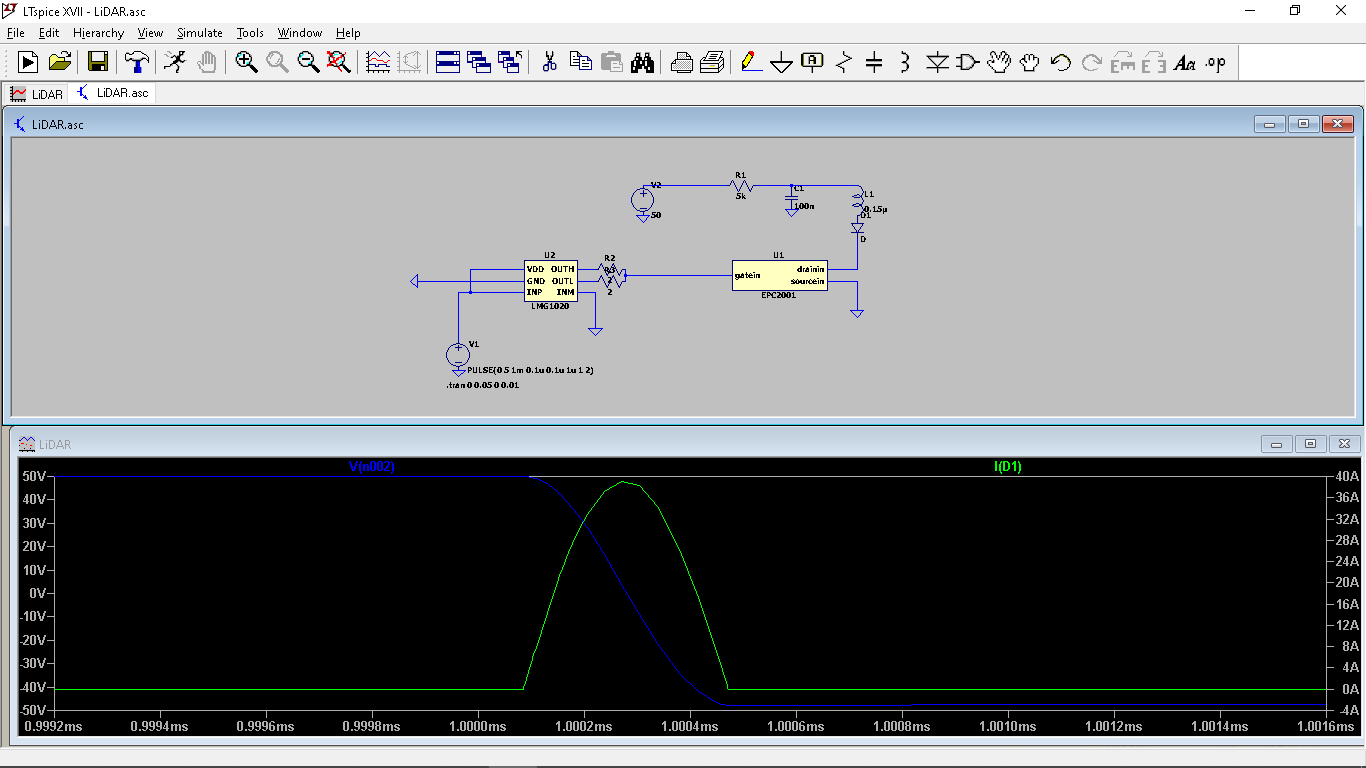 LTspice XVII - LiDAR.asc
File Edit Hierarchy View Simulate Tools Window Help
A Aa .op
LiDAR LiDAR.asc
LiDAR.asc
R1
V2
5k
50
C1
100n
L1
0.15µ
D1
D
U2
VDD OUTH
GND OUTL
INP INM
LMG1020
R2
R3
2
U1
gatein
drainin
sourcein
EPC2001
V1
PULSE(0 5 1m 0.1u 0.1u 1u 1 2)
.tran 0 0.05 0 0.01
LiDAR
V(n002) I(D1)
50V 40A
40V 36A
30V 32A
20V 28A
10V 24A
0V 20A
-10V 16A
-20V 12A
-30V 8A
-40V 4A
-50V 0A
-4A
0.9992ms 0.9994ms 0.9996ms 0.9998ms 1.0000ms 1.0002ms 1.0004ms 1.0006ms 1.0008ms 1.0010ms 1.0012ms 1.0014ms 1.0016ms